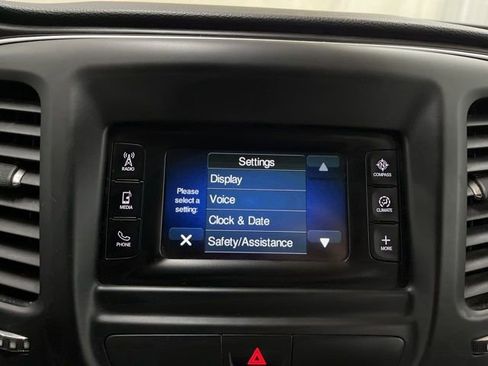 Settings
Display
Please
select a
setting:
Voice
Clock & Date
Safety/Assistance
RADIO
MEDIA
PHONE
N
COMPASS
CLIMATE
MORE